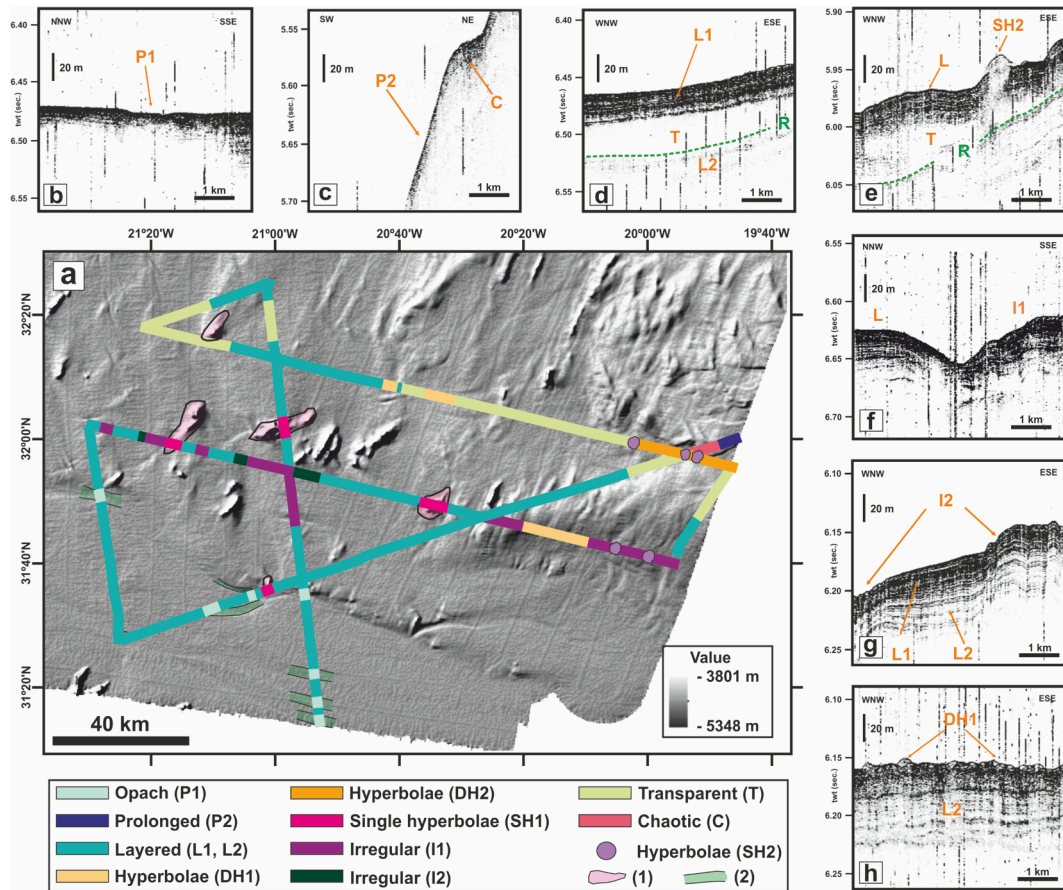 NNW SSE
6.40
6.45
6.50
6.55
twt (sec.)
20 m
P1
1 km
b
SW NE
5.55
5.60
5.65
5.70
twt (sec.)
20 m
P2
C
1 km
c
WNW ESE
6.40
6.45
6.50
6.55
twt (sec.)
20 m
L1
T
R
L2
1 km
d
WNW ESE
5.90
5.95
6.00
6.05
twt (sec.)
20 m
SH2
L
T
R
1 km
e
21°20'0 21°00'0 20°40'0 20°20'0 20°00'0 19°40'0
a
32°20'N
32°00'N
31°40'N
31°20'N
40 km
Value
- 3801 m
- 5348 m
NNW SSE
6.55
6.60
6.65
6.70
twt (sec.)
20 m
L
I1
1 km
f
WNW ESE
6.10
6.15
6.20
6.25
twt (sec.)
20 m
I2
L1
L2
1 km
g
WNW ESE
6.10
6.15
6.20
6.25
twt (sec.)
20 m
DH1
L2
1 km
h
Opach (P1) Hyperbolae (DH2) Transparent (T)
Prolonged (P2) Single hyperbolae (SH1) Chaotic (C)
Layered (L1, L2) Irregular (I1) Hyperbolae (SH2)
Hyperbolae (DH1) Irregular (I2) (1) (2)